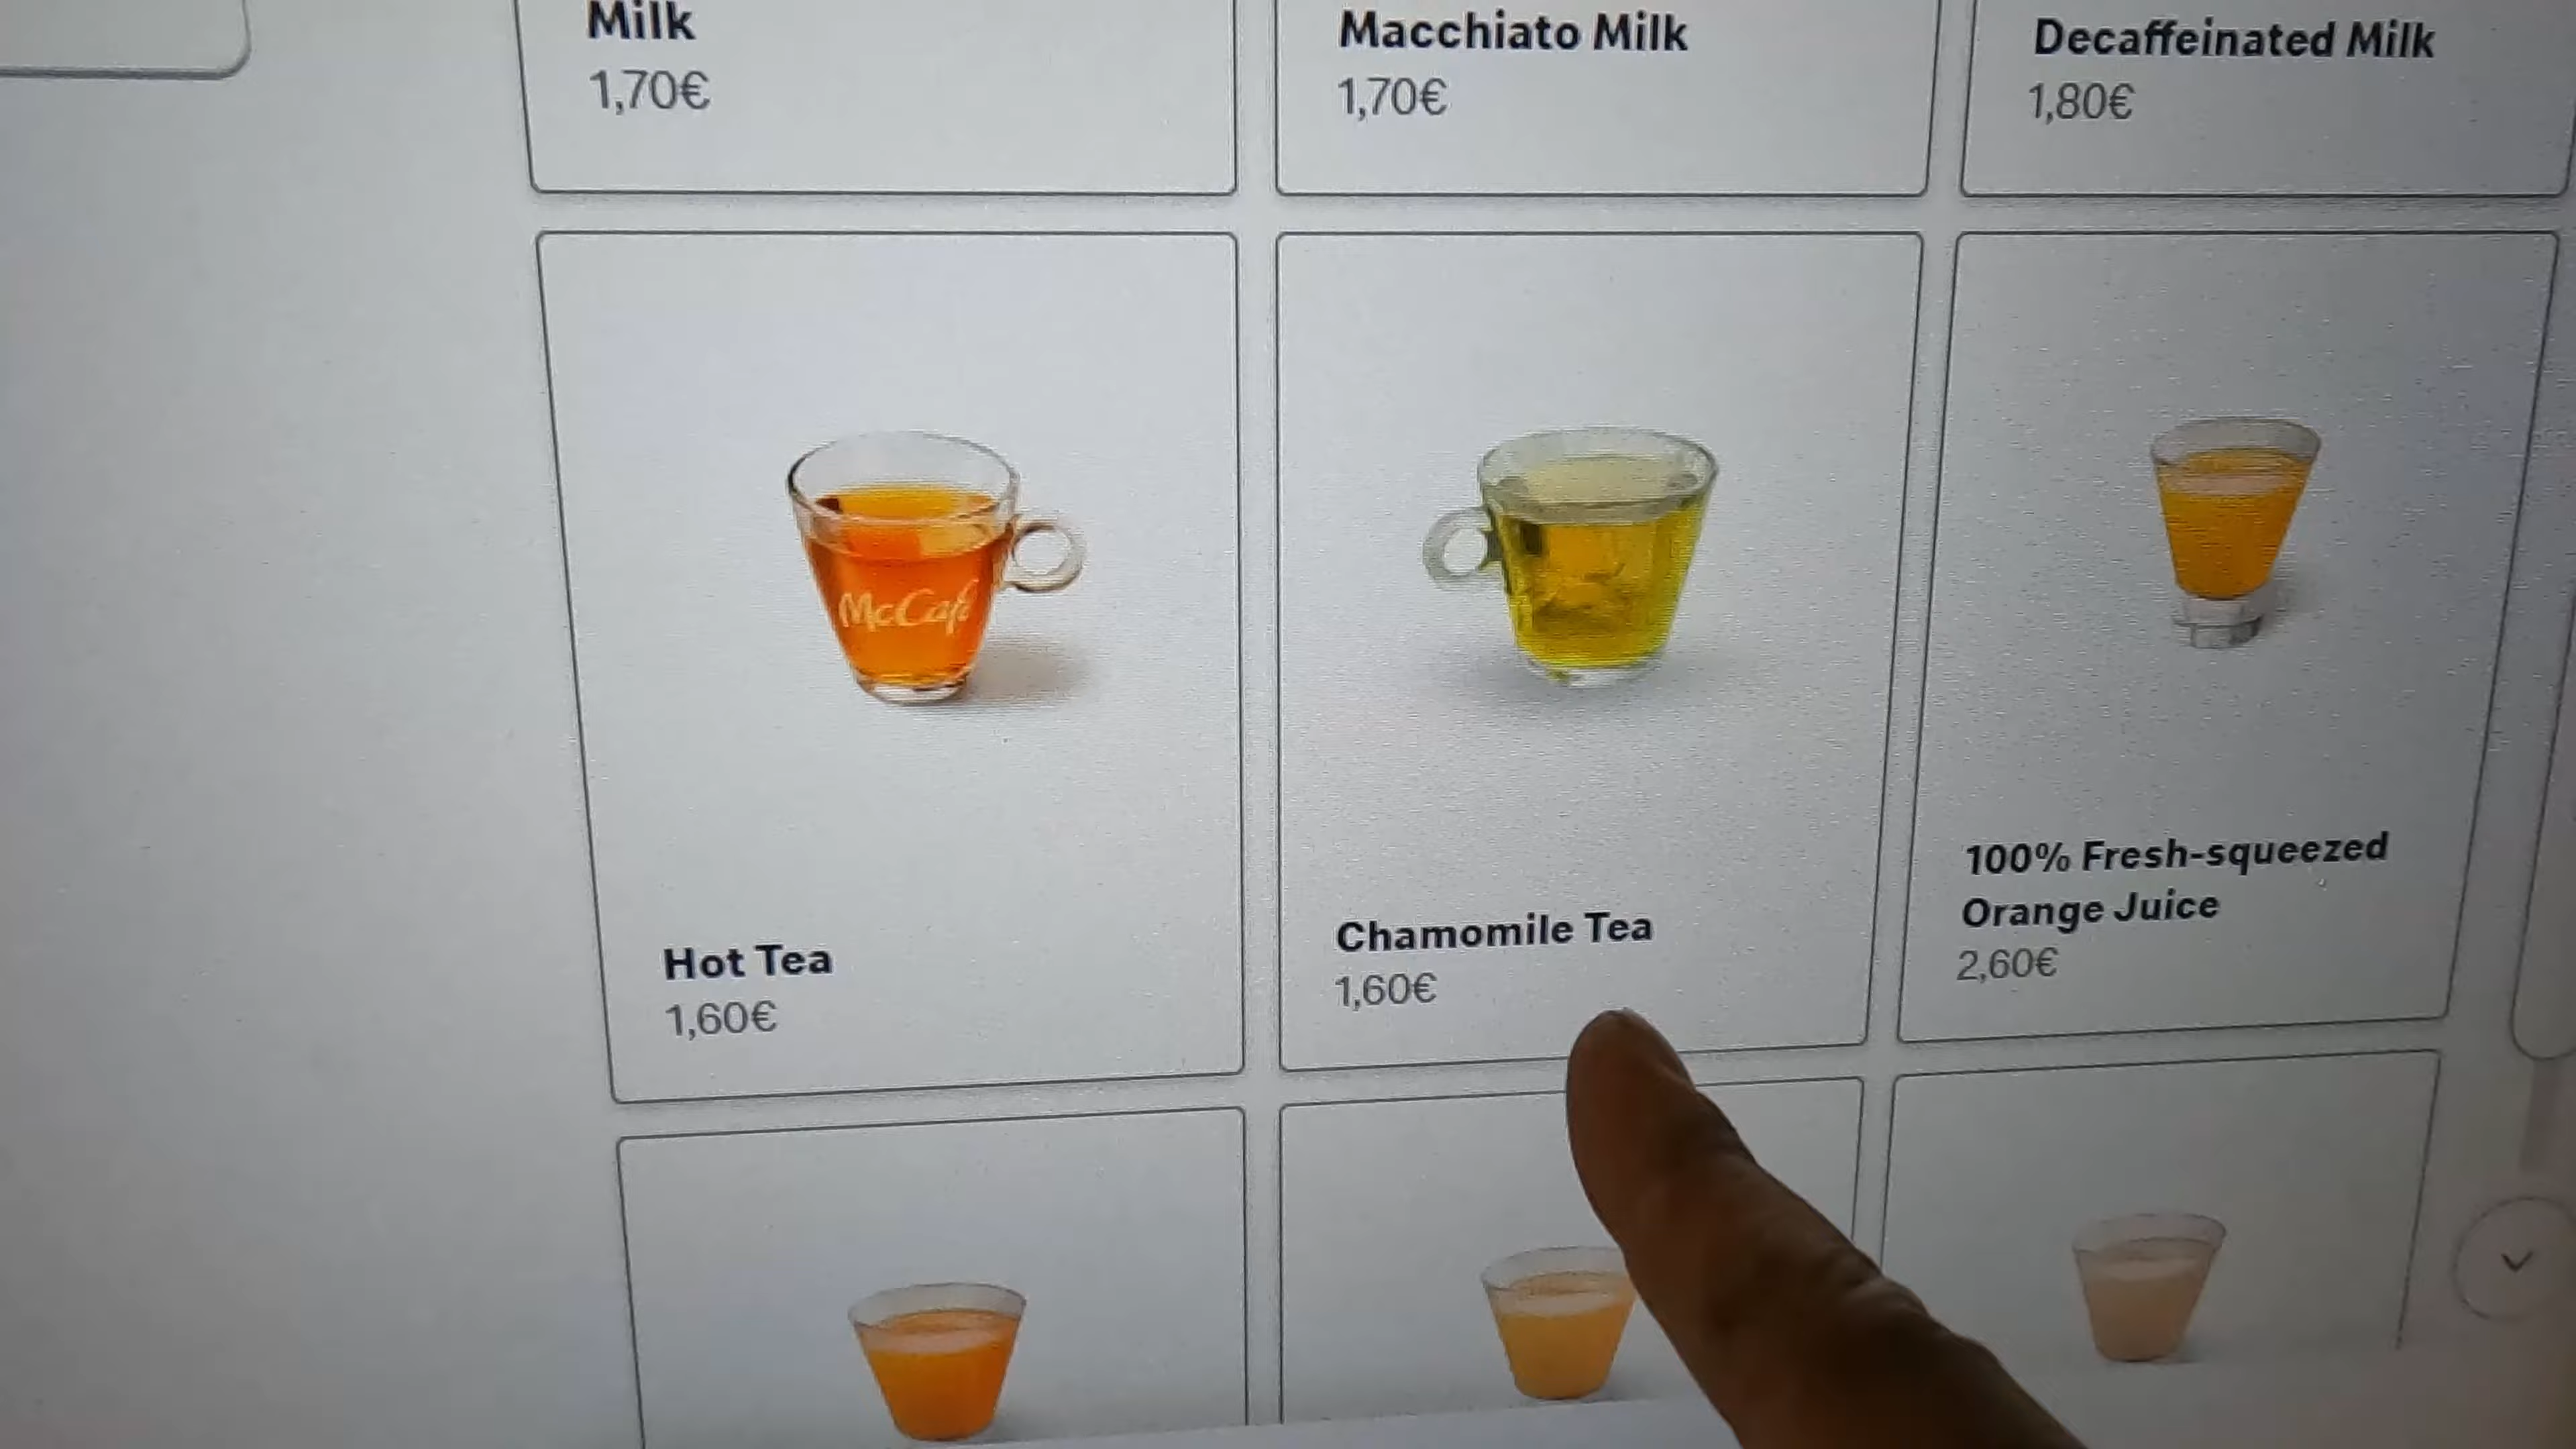 Milk
1,70€
Macchiato Milk
1,70€
Decaffeinated Milk
1,80€
McCafé
Hot Tea
1,60€
Chamomile Tea
1,60€
100% Fresh-squeezed
Orange Juice
2,60€